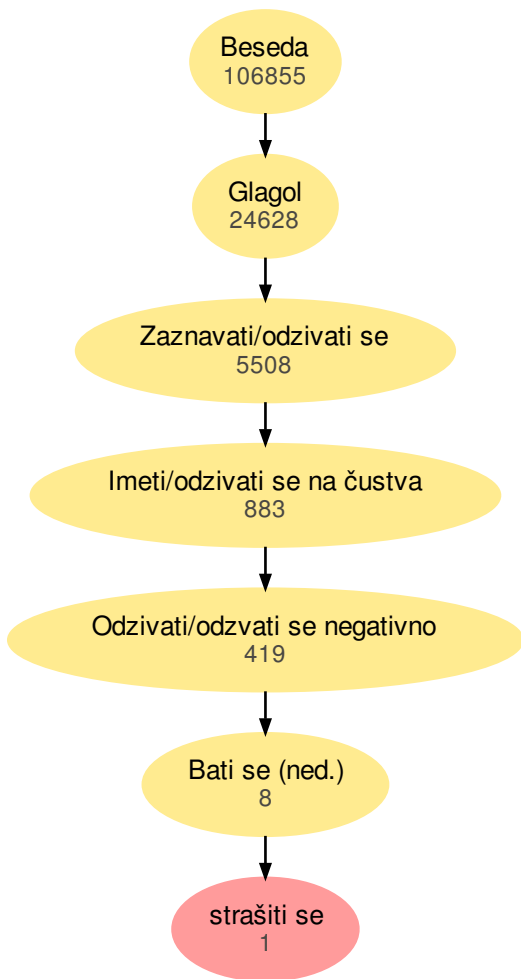 Beseda
106855
Glagol
24628
Zaznavati/odzivati se
5508
Imeti/odzivati se na čustva
883
Odzivati/odzvati se negativno
419
Bati se (ned.)
8
strašiti se
1